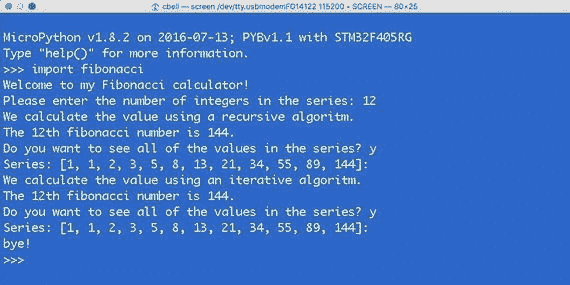 cbell — screen /dev/tty.usbmodemFD14122 115200 • SCREEN — 80×25
MicroPython v1.8.2 on 2016-07-13; PYBv1.1 with STM32F405RG
Type "help()" for more information.
>>> import fibonacci
Welcome to my Fibonacci calculator!
Please enter the number of integers in the series: 12
We calculate the value using a recursive algoritm.
The 12th fibonacci number is 144.
Do you want to see all of the values in the series? y
Series: [1, 1, 2, 3, 5, 8, 13, 21, 34, 55, 89, 144]:
We calculate the value using an iterative algoritm.
The 12th fibonacci number is 144.
Do you want to see all of the values in the series? y
Series: [1, 1, 2, 3, 5, 8, 13, 21, 34, 55, 89, 144]:
bye!
>>>